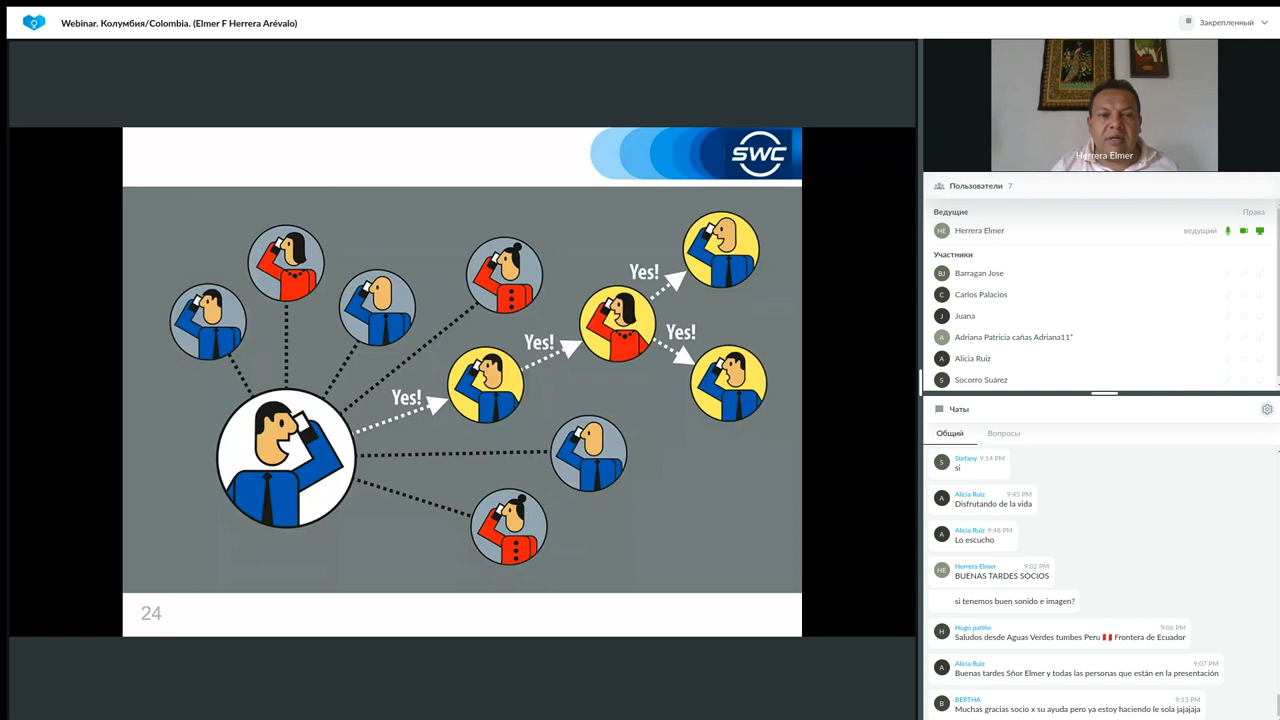 Webinar. Колумбия/Colombia. (Elmer F Herrera Arévalo)
Закрепленный
SWC
Yes!
Yes!
Yes!
Yes!
24
Herrera Elmer
Пользователи 7
Ведущие
Права
HE Herrera Elmer ведущий
Участники
BJ Barragan Jose
C Carlos Palacios
J Juana
A Adriana Patricia cañas Adriana11*
A Alicia Ruiz
S Socorro Suárez
Чаты
Общий Вопросы
S Stefany 9:14 PM
si
A Alicia Ruiz 9:45 PM
Disfrutando de la vida
A Alicia Ruiz 9:48 PM
Lo escucho
HE Herrera Elmer 9:02 PM
BUENAS TARDES SOCIOS
si tenemos buen sonido e imagen?
H Hugo patiño 9:06 PM
Saludos desde Aguas Verdes tumbes Peru 🇵🇪 Frontera de Ecuador
A Alicia Ruiz 9:07 PM
Buenas tardes Sñor Elmer y todas las personas que están en la presentación
B BERTHA 9:13 PM
Muchas gracias socio x su ayuda pero ya estoy haciendo le sola jajajaja